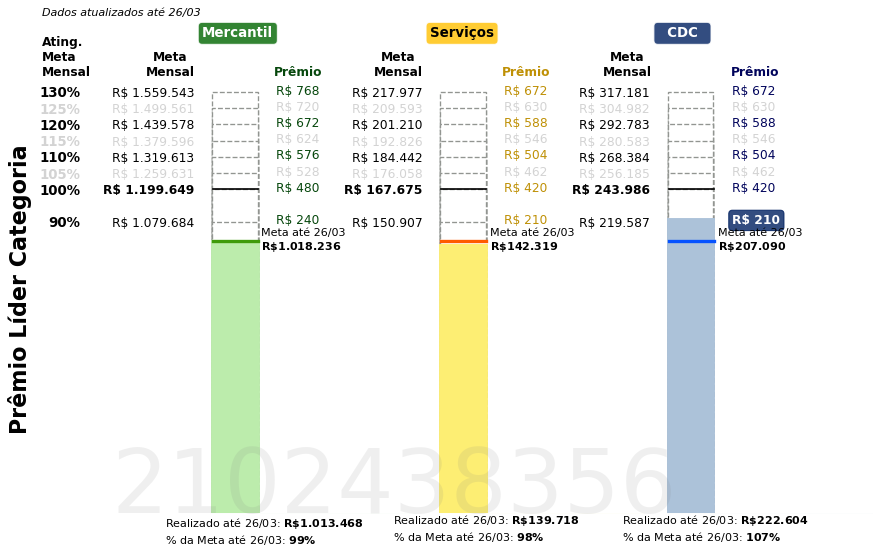 Dados atualizados até 26/03
Mercantil
Serviços
CDC
Ating. Meta Mensal
Meta Mensal
Prêmio
Meta Mensal
Prêmio
Meta Mensal
Prêmio
130% R$ 1.559.543 R$ 768 R$ 217.977 R$ 672 R$ 317.181 R$ 672
125% R$ 1.499.561 R$ 720 R$ 209.593 R$ 630 R$ 304.982 R$ 630
120% R$ 1.439.578 R$ 672 R$ 201.210 R$ 588 R$ 292.783 R$ 588
115% R$ 1.379.596 R$ 624 R$ 192.826 R$ 546 R$ 280.583 R$ 546
110% R$ 1.319.613 R$ 576 R$ 184.442 R$ 504 R$ 268.384 R$ 504
105% R$ 1.259.631 R$ 528 R$ 176.058 R$ 462 R$ 256.185 R$ 462
100% R$ 1.199.649 R$ 480 R$ 167.675 R$ 420 R$ 243.986 R$ 420
90% R$ 1.079.684 R$ 240 R$ 150.907 R$ 210 R$ 219.587 R$ 210
Meta até 26/03
R$1.018.236
Meta até 26/03
R$142.319
Meta até 26/03
R$207.090
Prêmio Líder Categoria
2102438356
Realizado até 26/03: R$1.013.468
% da Meta até 26/03: 99%
Realizado até 26/03: R$139.718
% da Meta até 26/03: 98%
Realizado até 26/03: R$222.604
% da Meta até 26/03: 107%